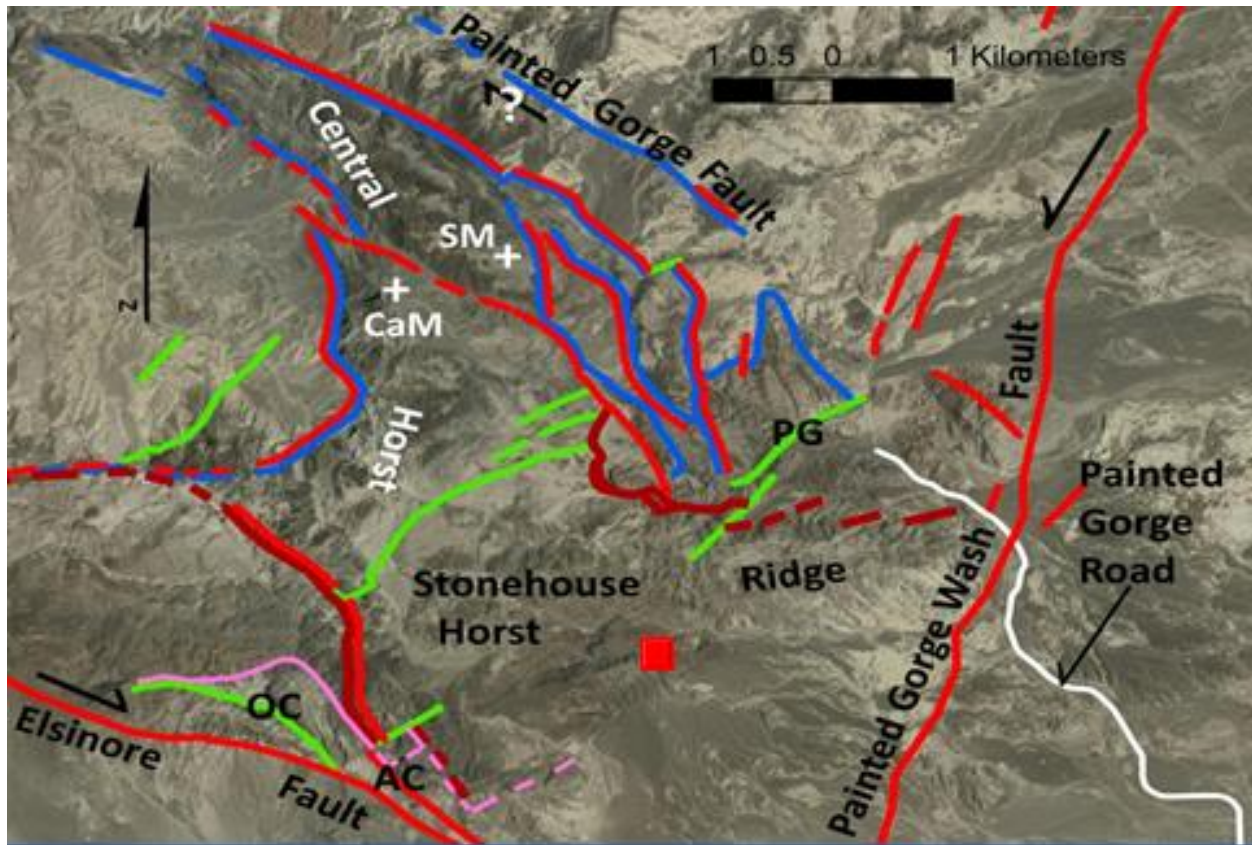 Painted Gorge Fault
1 0.5 0 1 Kilometers
?
Central
SM
CaM
z
Horst
Fault
PG
Painted
Gorge
Road
Stonehouse
Horst
Ridge
Painted Gorge Wash
OC
Elsinore
Fault
AC